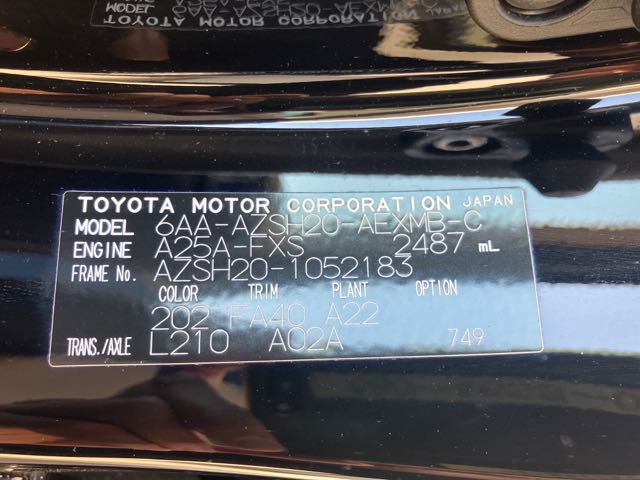 TOYOTA MOTOR CORPORATION JAPAN
MODEL 6AA-AZSH20-AEXMB-C
ENGINE A25A-FXS 2487 mL
FRAME No. AZSH20-1052183
COLOR TRIM PLANT OPTION
202 FA40 A22
TRANS./AXLE L210 A02A 749